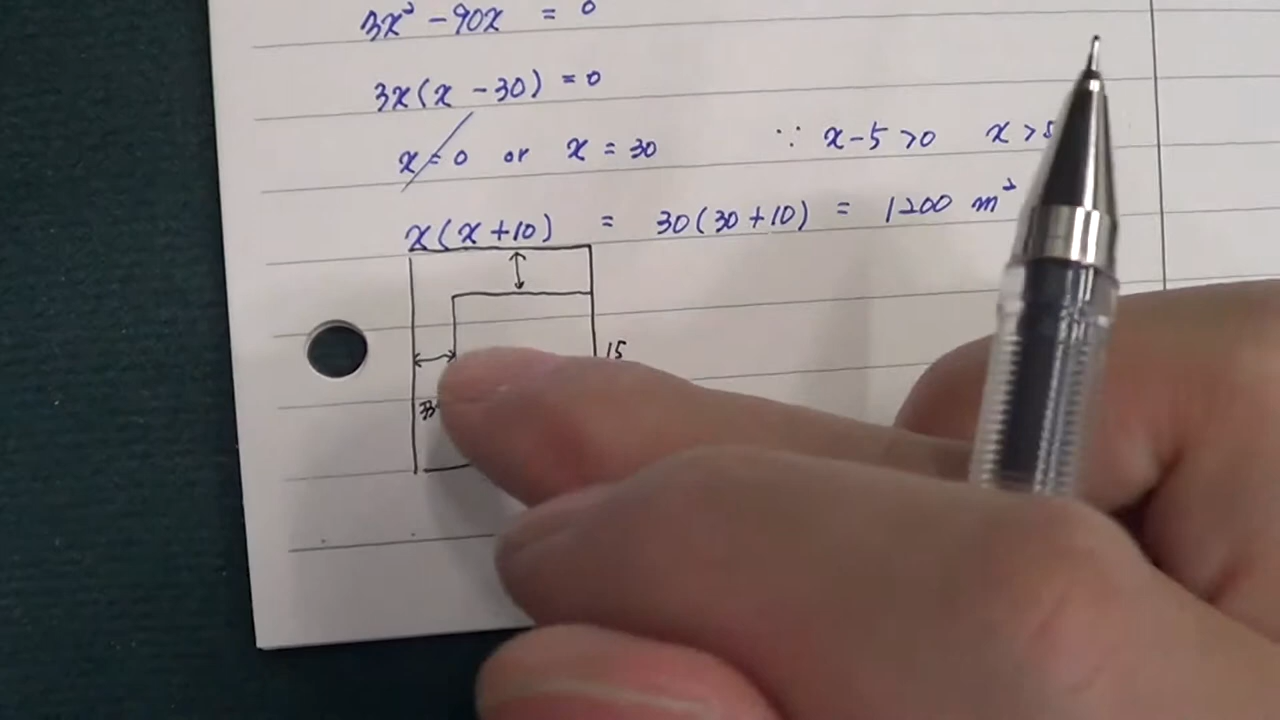 3x² - 90x = 0
3x(x - 30) = 0
x = 0 or x = 30 ∵ x - 5 > 0 x > 5
x(x + 10) = 30(30 + 10) = 1200 m²
15